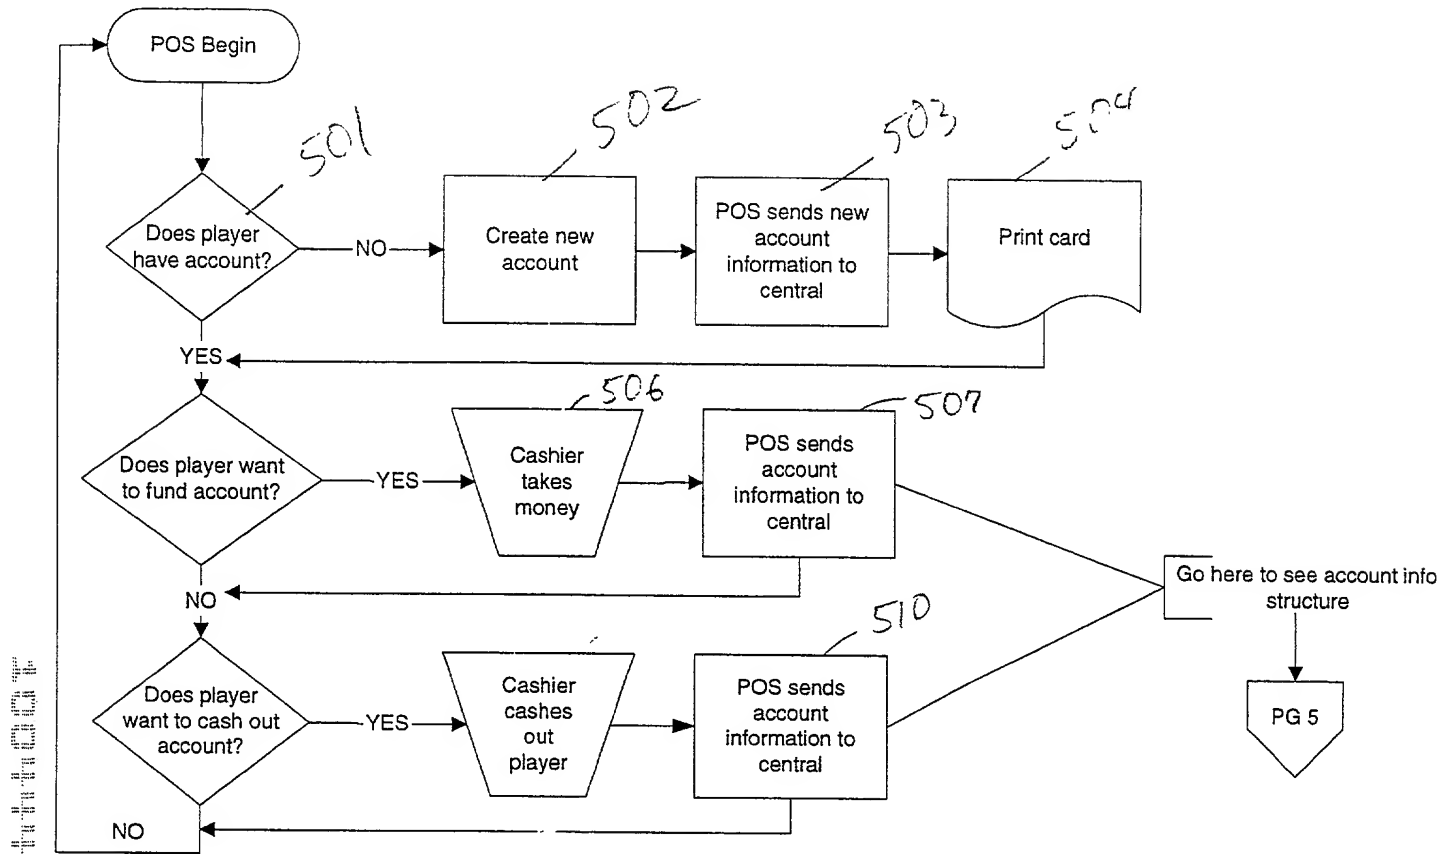 POS Begin
501
502
503
504
Does player
have account?
NO
Create new
account
POS sends new
account
information to
central
Print card
YES
506
507
Does player want
to fund account?
YES
Cashier
takes
money
POS sends
account
information to
central
Go here to see account info
structure
NO
510
Does player
want to cash out
account?
YES
Cashier
cashes
out
player
POS sends
account
information to
central
PG 5
NO